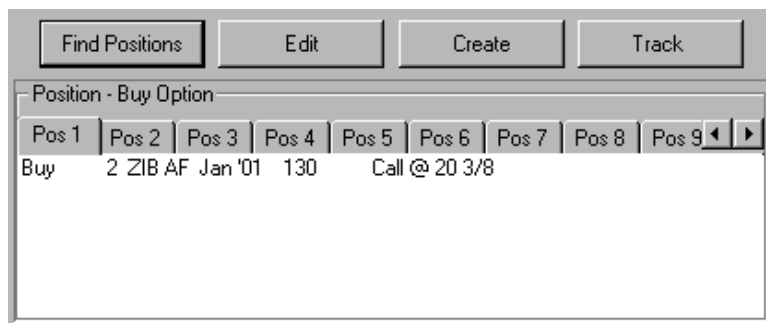 Find Positions Edit Create Track
Position - Buy Option
Pos 1 Pos 2 Pos 3 Pos 4 Pos 5 Pos 6 Pos 7 Pos 8 Pos 9
Buy 2 ZIB AF Jan '01 130 Call @ 20 3/8